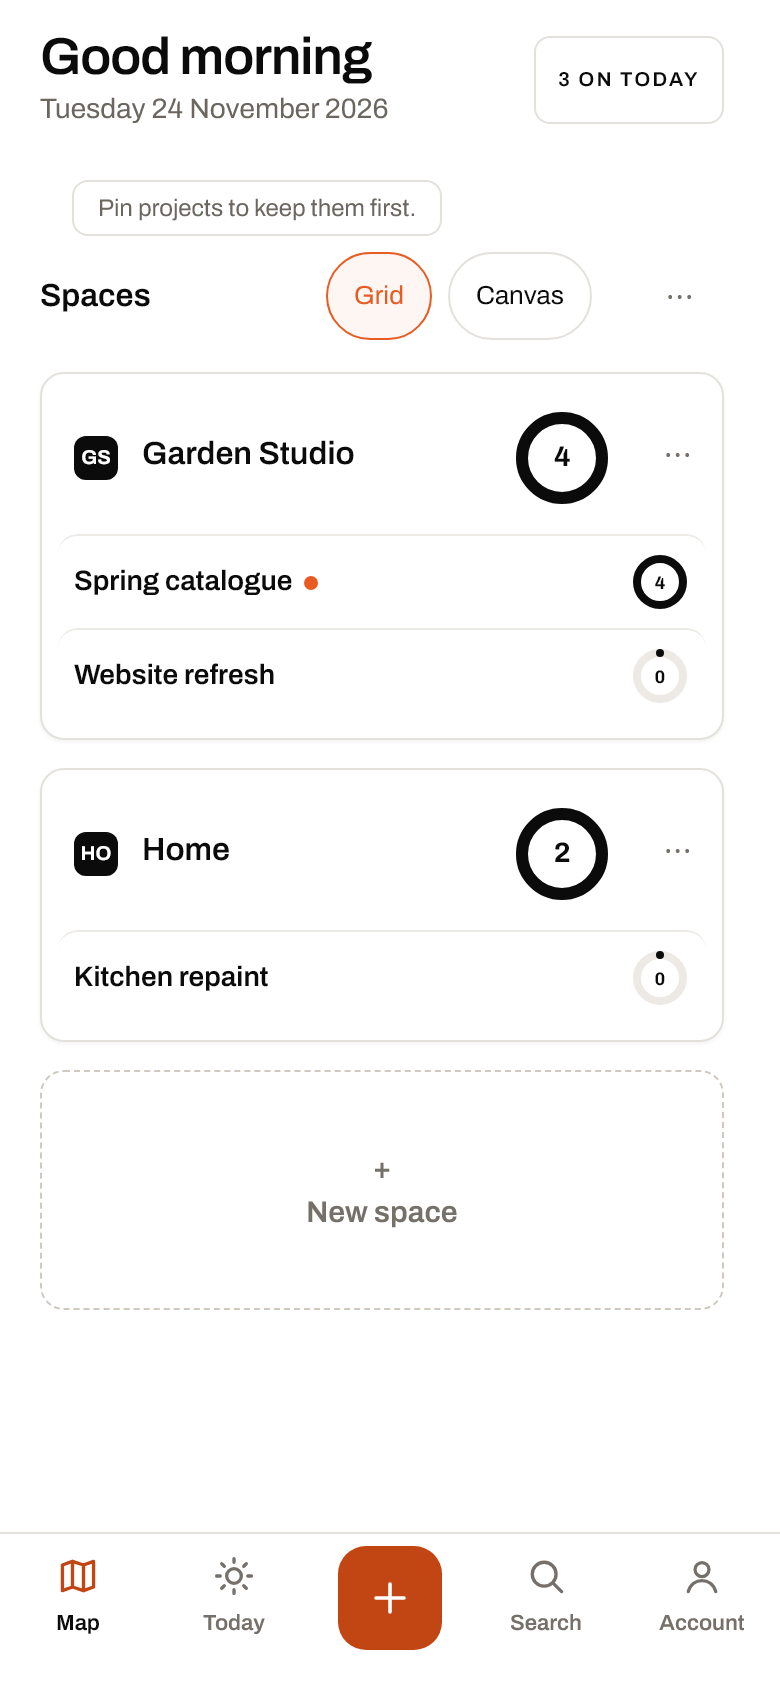 Good morning
Tuesday 24 November 2026
3 ON TODAY
Pin projects to keep them first.
Spaces
Grid
Canvas
...
GS
Garden Studio
4
...
Spring catalogue
4
Website refresh
0
HO
Home
2
...
Kitchen repaint
0
+
New space
Map
Today
Search
Account